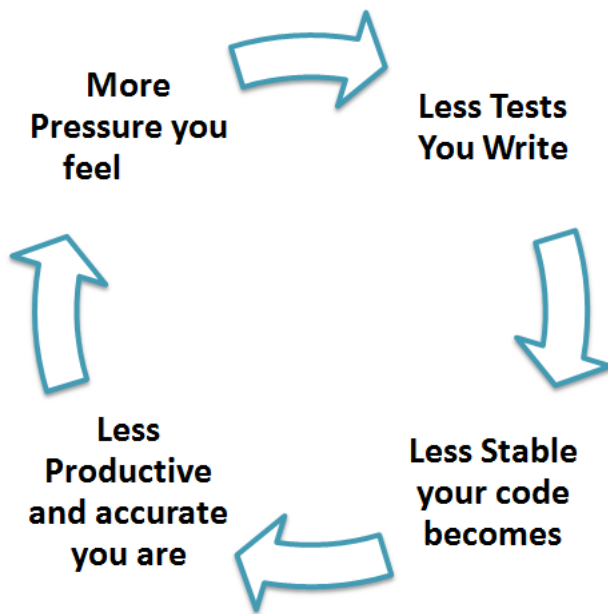 More
Pressure you
feel
Less Tests
You Write
Less Stable
your code
becomes
Less
Productive
and accurate
you are